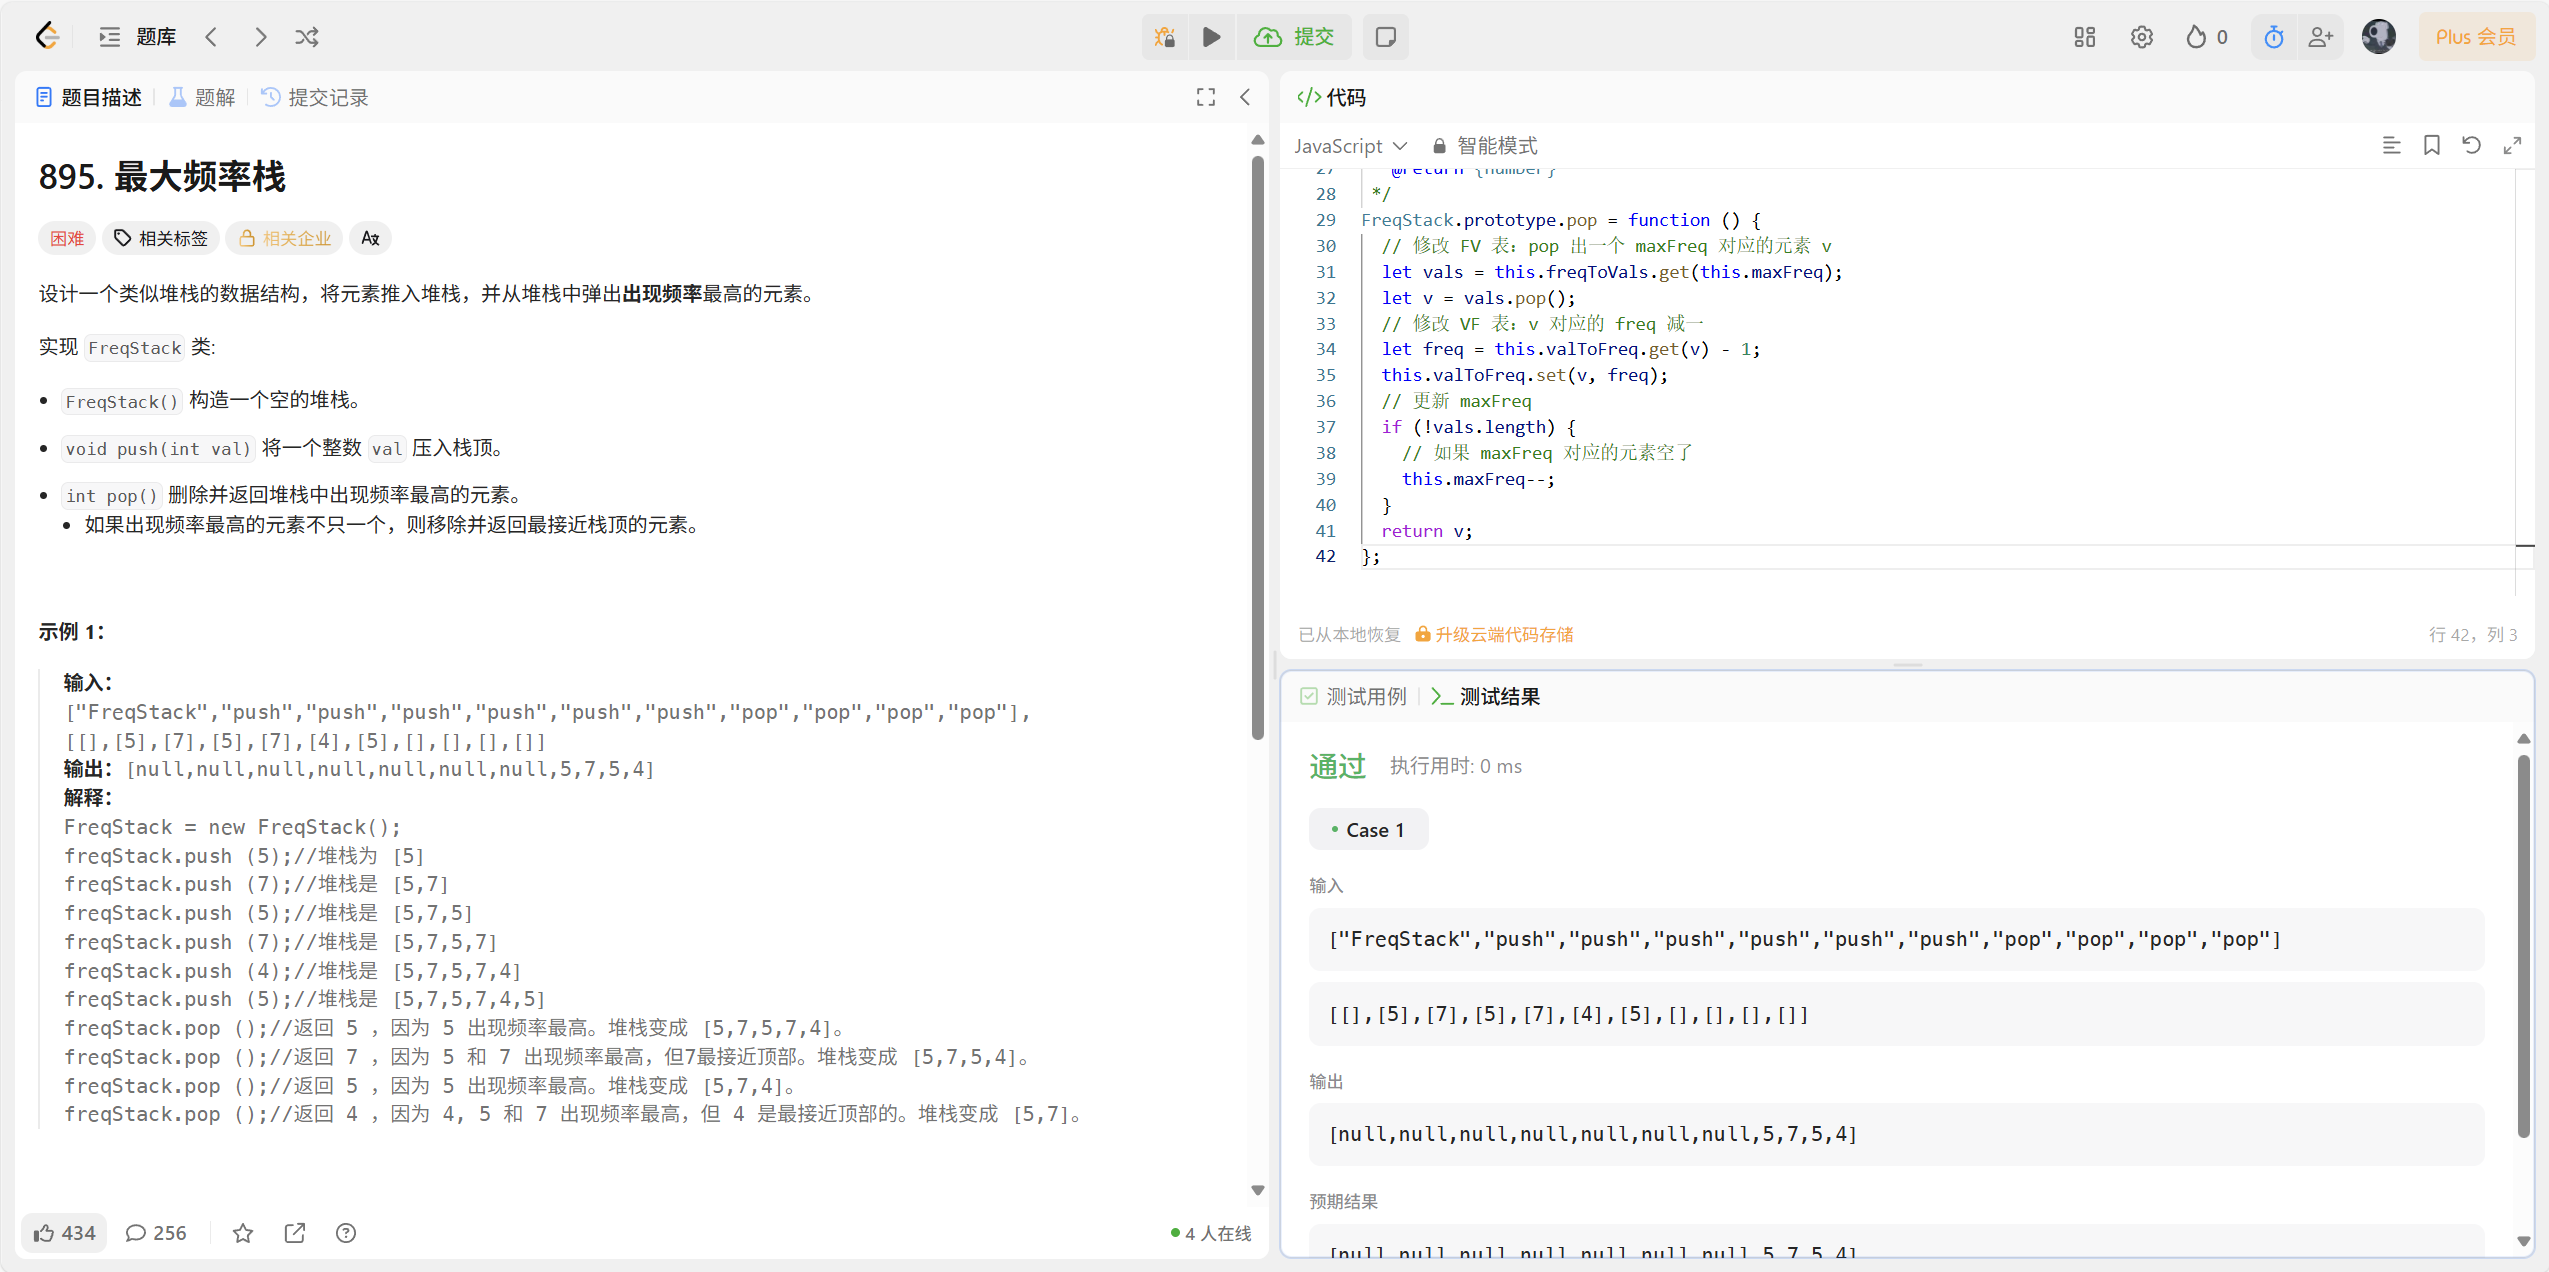 题库
提交
0
Plus 会员
题目描述
题解
提交记录
895. 最大频率栈
困难
相关标签
相关企业
设计一个类似堆栈的数据结构，将元素推入堆栈，并从堆栈中弹出出现频率最高的元素。
实现 FreqStack 类:
FreqStack() 构造一个空的堆栈。
void push(int val) 将一个整数 val 压入栈顶。
int pop() 删除并返回堆栈中出现频率最高的元素。
如果出现频率最高的元素不只一个，则移除并返回最接近栈顶的元素。
示例 1：
输入：
["FreqStack","push","push","push","push","push","push","pop","pop","pop","pop"],
[[],[5],[7],[5],[7],[4],[5],[],[],[],[]]
输出：[null,null,null,null,null,null,null,5,7,5,4]
解释：
FreqStack = new FreqStack();
freqStack.push (5);//堆栈为 [5]
freqStack.push (7);//堆栈是 [5,7]
freqStack.push (5);//堆栈是 [5,7,5]
freqStack.push (7);//堆栈是 [5,7,5,7]
freqStack.push (4);//堆栈是 [5,7,5,7,4]
freqStack.push (5);//堆栈是 [5,7,5,7,4,5]
freqStack.pop ();//返回 5 ，因为 5 出现频率最高。堆栈变成 [5,7,5,7,4]。
freqStack.pop ();//返回 7 ，因为 5 和 7 出现频率最高，但7最接近顶部。堆栈变成 [5,7,5,4]。
freqStack.pop ();//返回 5 ，因为 5 出现频率最高。堆栈变成 [5,7,4]。
freqStack.pop ();//返回 4 ，因为 4, 5 和 7 出现频率最高，但 4 是最接近顶部的。堆栈变成 [5,7]。
434
256
4 人在线
</> 代码
JavaScript
智能模式
27 @return {number}
28 */
29 FreqStack.prototype.pop = function () {
30 // 修改 FV 表：pop 出一个 maxFreq 对应的元素 v
31 let vals = this.freqToVals.get(this.maxFreq);
32 let v = vals.pop();
33 // 修改 VF 表：v 对应的 freq 减一
34 let freq = this.valToFreq.get(v) - 1;
35 this.valToFreq.set(v, freq);
36 // 更新 maxFreq
37 if (!vals.length) {
38 // 如果 maxFreq 对应的元素空了
39 this.maxFreq--;
40 }
41 return v;
42 };
已从本地恢复
升级云端代码存储
行 42，列 3
测试用例
测试结果
通过
执行用时: 0 ms
Case 1
输入
["FreqStack","push","push","push","push","push","push","pop","pop","pop","pop"]
[[],[5],[7],[5],[7],[4],[5],[],[],[],[]]
输出
[null,null,null,null,null,null,null,5,7,5,4]
预期结果
[null,null,null,null,null,null,null,5,7,5,4]